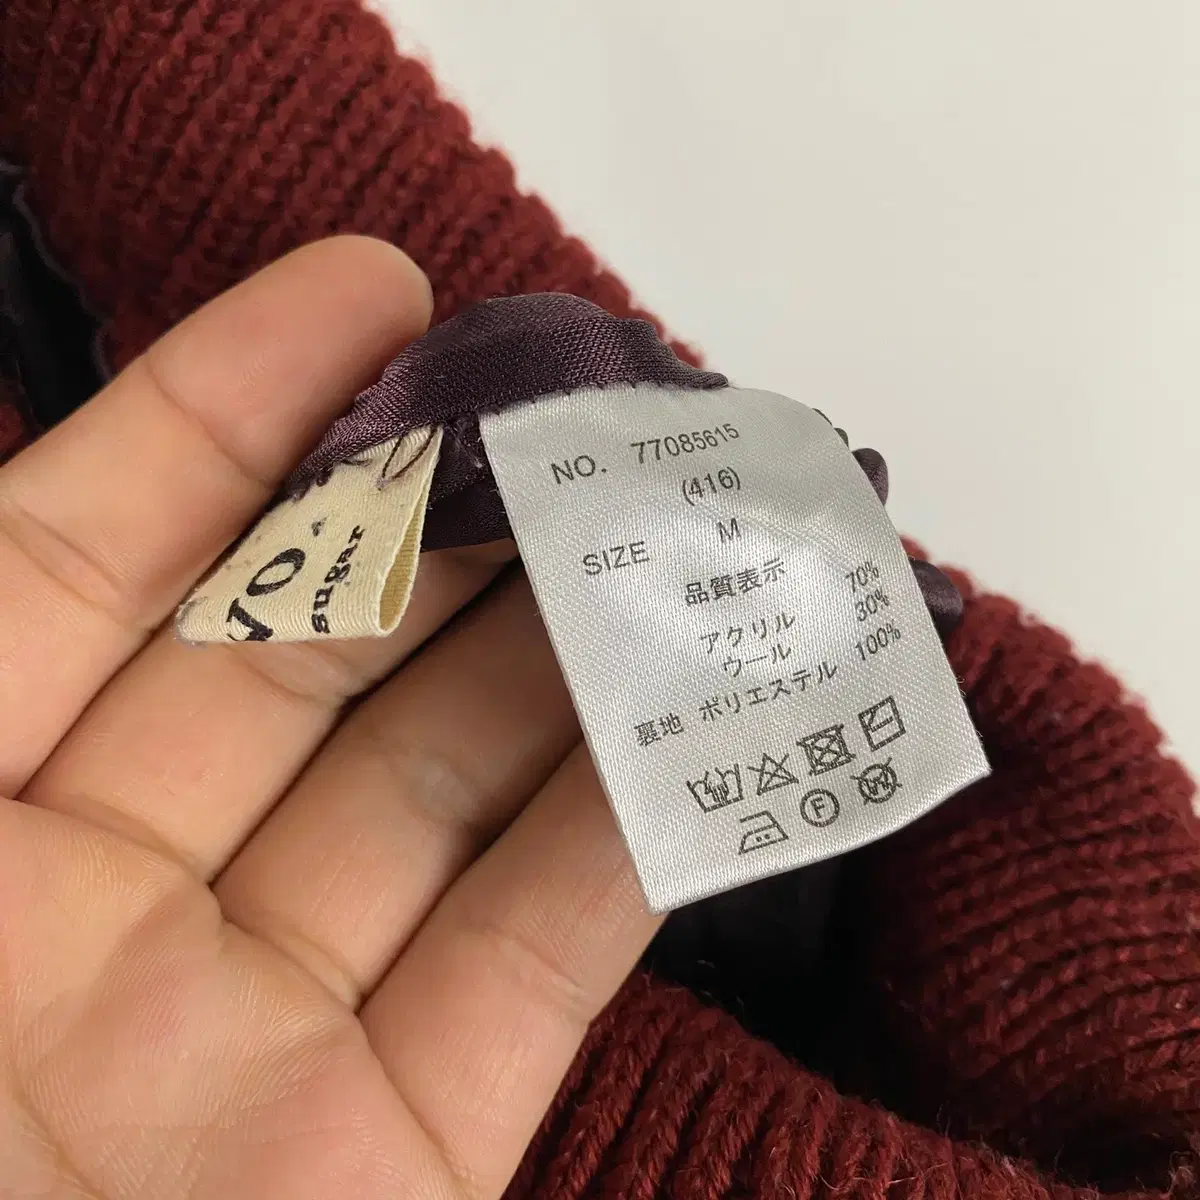 NO. 77085615
(416)
SIZE M
品質表示
アクリル 70%
ウール 30%
裏地 ポリエステル 100%
F
W
sugar